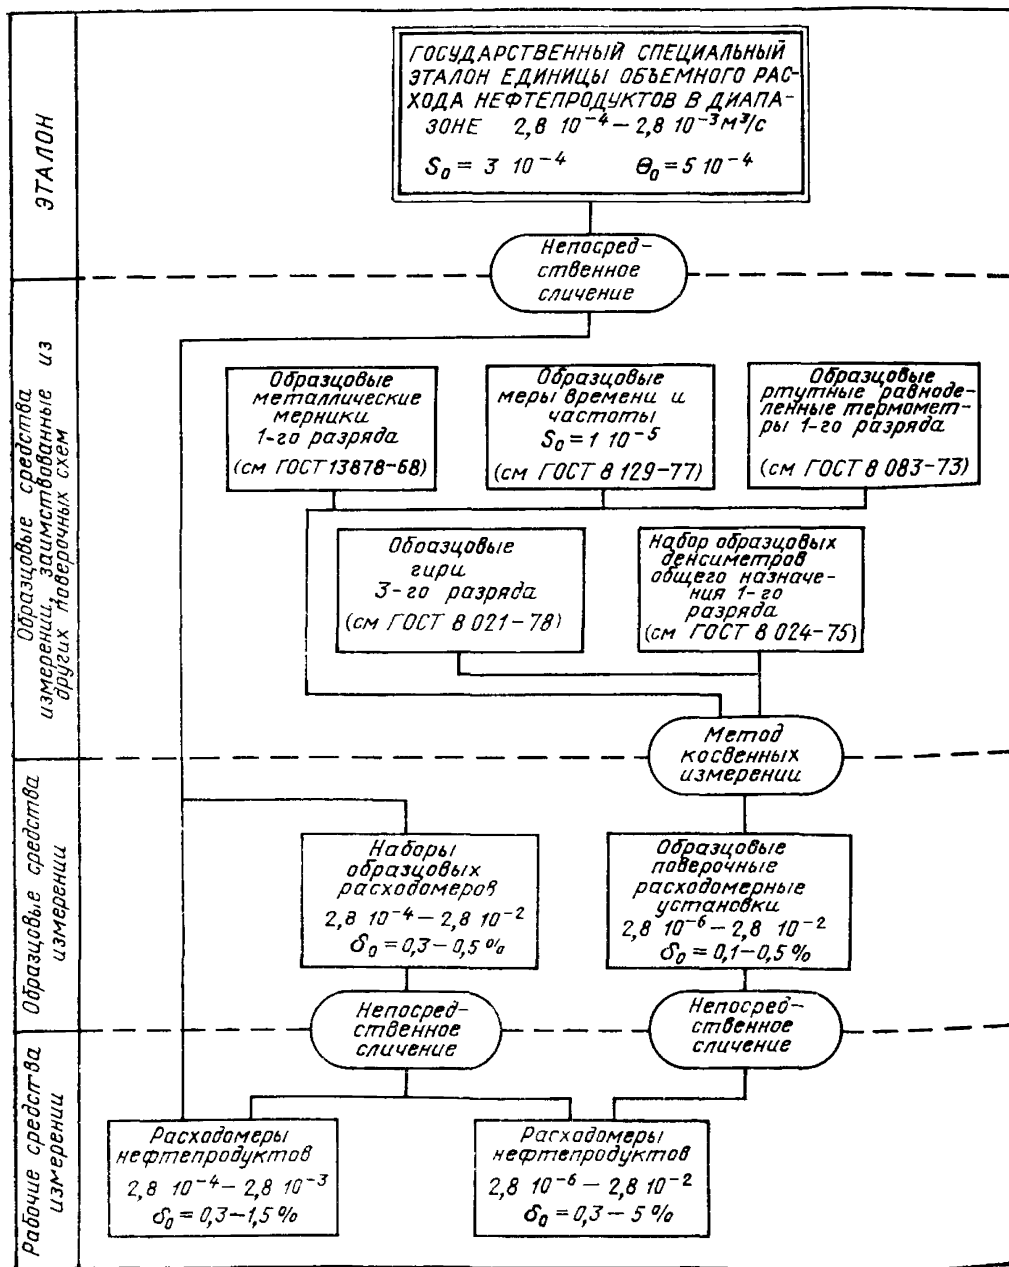 ЭТАЛОН
ГОСУДАРСТВЕННЫЙ СПЕЦИАЛЬНЫЙ
ЭТАЛОН ЕДИНИЦЫ ОБЪЕМНОГО РАС-
ХОДА НЕФТЕПРОДУКТОВ В ДИАПА-
ЗОНЕ 2,8 10⁻⁴ – 2,8 10⁻³ м³/с
S₀ = 3 10⁻⁴ Θ₀ = 5 10⁻⁴
Непосред-
ственное
сличение
Образцовые средства
измерении, заимствованные из
других поверочных схем
Образцовые
металлические
мерники
1-го разряда
(см ГОСТ 13878-68)
Образцовые
меры времени и
частоты
S₀ = 1 10⁻⁵
(см ГОСТ 8 129-77)
Образцовые
ртутные равноде-
ленные термомет-
ры 1-го разряда
(см ГОСТ 8 083-73)
Обоазцовые
гири
3-го разряда
(см ГОСТ 8 021-78)
Набор образцовых
денсиметров
общего назначе-
ния 1-го
разряда
(см ГОСТ 8 024-75)
Метод
косвенных
измерении
Образцовые средства
измерении
Наборы
образцовых
расходомеров
2,8 10⁻⁴ – 2,8 10⁻²
δ₀ = 0,3 – 0,5 %
Образцовые
поверочные
расходомерные
установки
2,8 10⁻⁶ – 2,8 10⁻²
δ₀ = 0,1 – 0,5 %
Непосред-
ственное
сличение
Непосред-
ственное
сличение
Рабочие средства
измерении
Расходомеры
нефтепродуктов
2,8 10⁻⁴ – 2,8 10⁻³
δ₀ = 0,3 – 1,5 %
Расходомеры
нефтепродуктов
2,8 10⁻⁶ – 2,8 10⁻²
δ₀ = 0,3 – 5 %